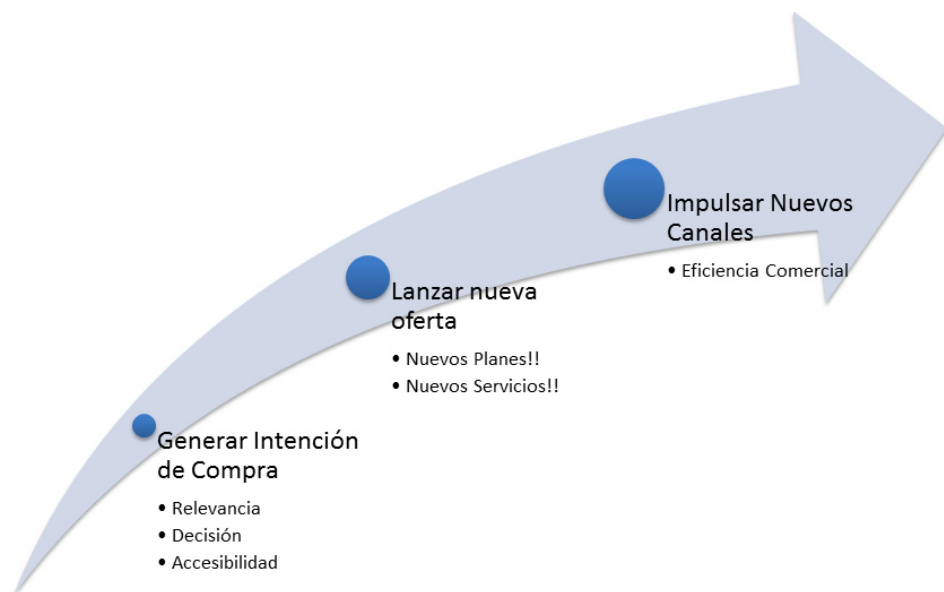 Generar Intención
de Compra
• Relevancia
• Decisión
• Accesibilidad
Lanzar nueva
oferta
• Nuevos Planes!!
• Nuevos Servicios!!
Impulsar Nuevos
Canales
• Eficiencia Comercial